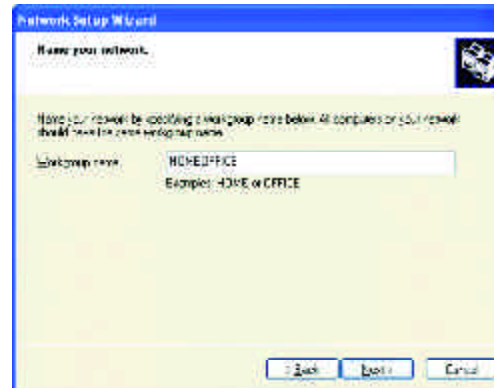 Network Setup Wizard
Name your network.
Name your network by specifying a workgroup name below. All computers on your network
should have the same workgroup name.
Workgroup name:
HOMEOFFICE
Examples: HOME or OFFICE
< Back
Next >
Cancel